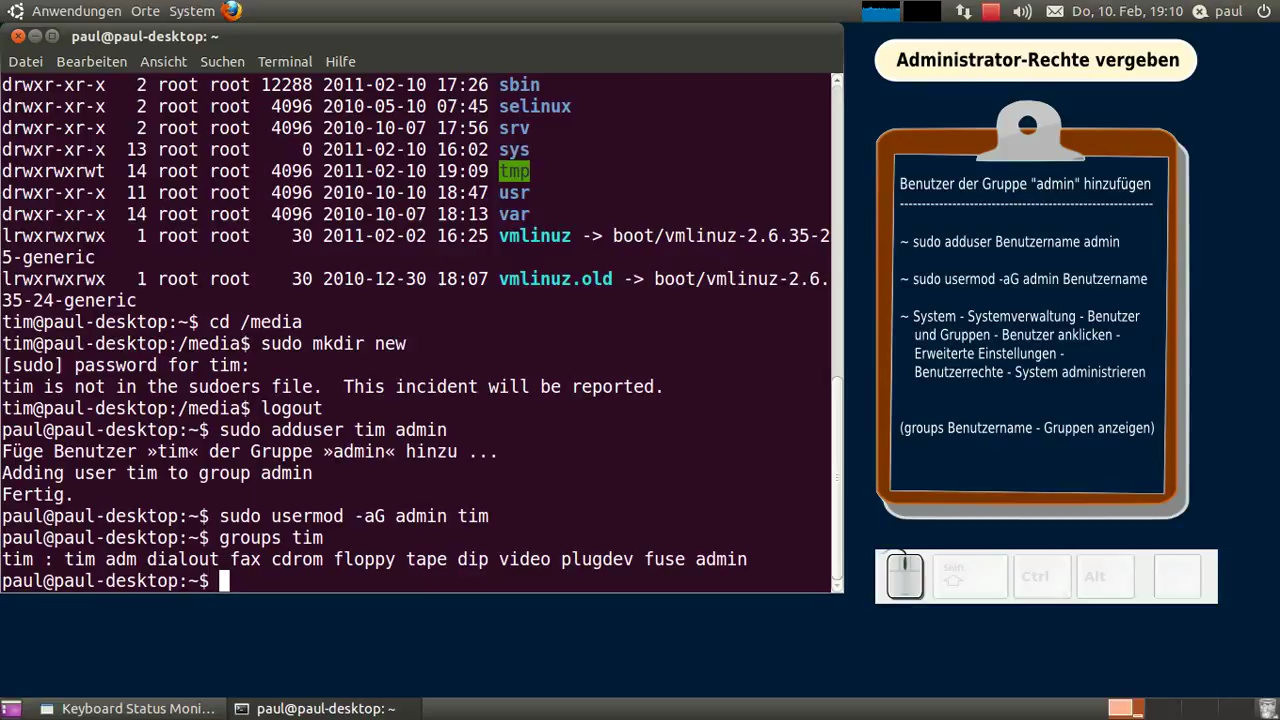 Anwendungen Orte System
Do, 10. Feb, 19:10 paul
paul@paul-desktop: ~
Datei Bearbeiten Ansicht Suchen Terminal Hilfe
drwxr-xr-x   2 root root 12288 2011-02-10 17:26 sbin
drwxr-xr-x   2 root root  4096 2010-05-10 07:45 selinux
drwxr-xr-x   2 root root  4096 2010-10-07 17:56 srv
drwxr-xr-x  13 root root     0 2011-02-10 16:02 sys
drwxrwxrwt  14 root root  4096 2011-02-10 19:09 tmp
drwxr-xr-x  11 root root  4096 2010-10-10 18:47 usr
drwxr-xr-x  14 root root  4096 2010-10-07 18:13 var
lrwxrwxrwx   1 root root    30 2011-02-02 16:25 vmlinuz -> boot/vmlinuz-2.6.35-2
5-generic
lrwxrwxrwx   1 root root    30 2010-12-30 18:07 vmlinuz.old -> boot/vmlinuz-2.6.
35-24-generic
tim@paul-desktop:~$ cd /media
tim@paul-desktop:/media$ sudo mkdir new
[sudo] password for tim:
tim is not in the sudoers file.  This incident will be reported.
tim@paul-desktop:/media$ logout
paul@paul-desktop:~$ sudo adduser tim admin
Füge Benutzer »tim« der Gruppe »admin« hinzu ...
Adding user tim to group admin
Fertig.
paul@paul-desktop:~$ sudo usermod -aG admin tim
paul@paul-desktop:~$ groups tim
tim : tim adm dialout fax cdrom floppy tape dip video plugdev fuse admin
paul@paul-desktop:~$
Administrator-Rechte vergeben
Benutzer der Gruppe "admin" hinzufügen
-----------------------------------------------------
~ sudo adduser Benutzername admin
~ sudo usermod -aG admin Benutzername
~ System - Systemverwaltung - Benutzer
und Gruppen - Benutzer anklicken -
Erweiterte Einstellungen -
Benutzerrechte - System administrieren
(groups Benutzername - Gruppen anzeigen)
Ctrl Alt
Keyboard Status Moni...
paul@paul-desktop: ~